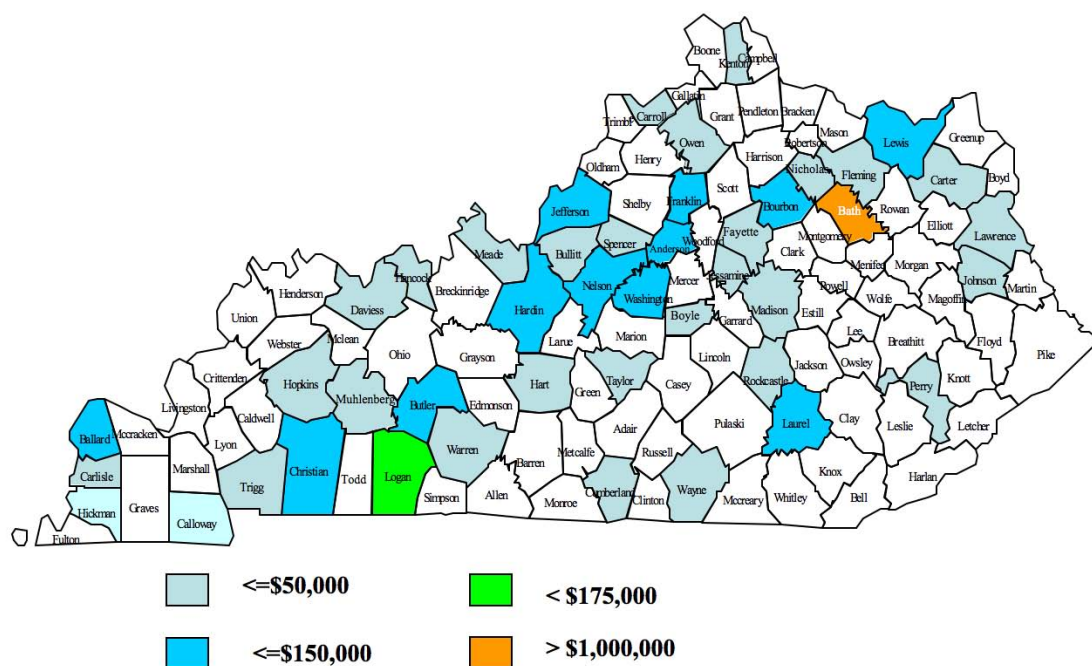 Boone
Campbell
Kenton
Gallatin
Carroll
Grant
Pendleton
Bracken
Trimbl
Owen
Mason
Robertson
Lewis
Greenup
Henry
Harrison
Oldham
Nicholas
Fleming
Carter
Boyd
Scott
Shelby
Franklin
Bourbon
Bath
Rowan
Jefferson
Elliott
Lawrence
Spencer
Anderson
Woodford
Fayette
Montgomery
Clark
Bullitt
Meade
Menifee
Morgan
Johnson
Hancock
Breckinridge
Nelson
Washington
Mercer
essamine
Powell
Wolfe
Magoffin
Martin
Henderson
Daviess
Hardin
Boyle
Garrard
Madison
Estill
Union
Mclean
Ohio
Larue
Marion
Lee
Breathitt
Floyd
Pike
Webster
Grayson
Lincoln
Jackson
Owsley
Knott
Crittenden
Hopkins
Muhlenberg
Butler
Edmonson
Hart
Green
Taylor
Casey
Rockcastle
Perry
Livingston
Caldwell
Pulaski
Laurel
Clay
Leslie
Letcher
Ballard
Mccracken
Lyon
Adair
Marshall
Christian
Todd
Logan
Warren
Barren
Metcalfe
Russell
Knox
Harlan
Carlisle
Trigg
Simpson
Allen
Monroe
Cumberland
Clinton
Wayne
Mccreary
Whitley
Bell
Hickman
Graves
Calloway
Fulton
<=$50,000
< $175,000
<=$150,000
> $1,000,000